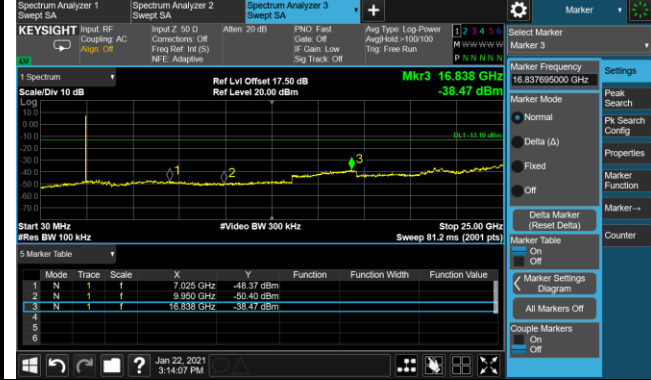 Spectrum Analyzer 1
Swept SA
Spectrum Analyzer 2
Swept SA
Spectrum Analyzer 3
Swept SA
Marker
KEYSIGHT
Input: RF
Coupling: AC
Align: Off
Input Z: 50 Ω
Corrections: Off
Freq Ref: Int (S)
NFE: Adaptive
Atten: 20 dB
PNO: Fast
Gate: Off
IF Gain: Low
Sig Track: Off
Avg Type: Log-Power
Avg|Hold:>100/100
Trig: Free Run
1 2 3 4 5 6
M W W W W W
P N N N N N
Select Marker
Marker 3
1 Spectrum
Scale/Div 10 dB
Log
Ref Lvl Offset 17.50 dB
Ref Level 20.00 dBm
Mkr3 16.838 GHz
-38.47 dBm
10.0
0.00
-10.0
-20.0
-30.0
-40.0
-50.0
-60.0
-70.0
DL1 -13.19 dBm
1
2
3
Start 30 MHz
#Res BW 100 kHz
#Video BW 300 kHz
Stop 25.00 GHz
Sweep 81.2 ms (2001 pts)
5 Marker Table
Mode Trace Scale X Y Function Function Width Function Value
1 N 1 f 7.025 GHz -48.37 dBm
2 N 1 f 9.950 GHz -50.40 dBm
3 N 1 f 16.838 GHz -38.47 dBm
4
5
6
Marker Frequency
16.837695000 GHz
Marker Mode
Normal
Delta (Δ)
Fixed
Off
Delta Marker
(Reset Delta)
Marker Table
On
Off
Marker Settings
Diagram
All Markers Off
Couple Markers
On
Off
Settings
Peak
Search
Pk Search
Config
Properties
Marker
Function
Marker→
Counter
?
Jan 22, 2021
3:14:07 PM